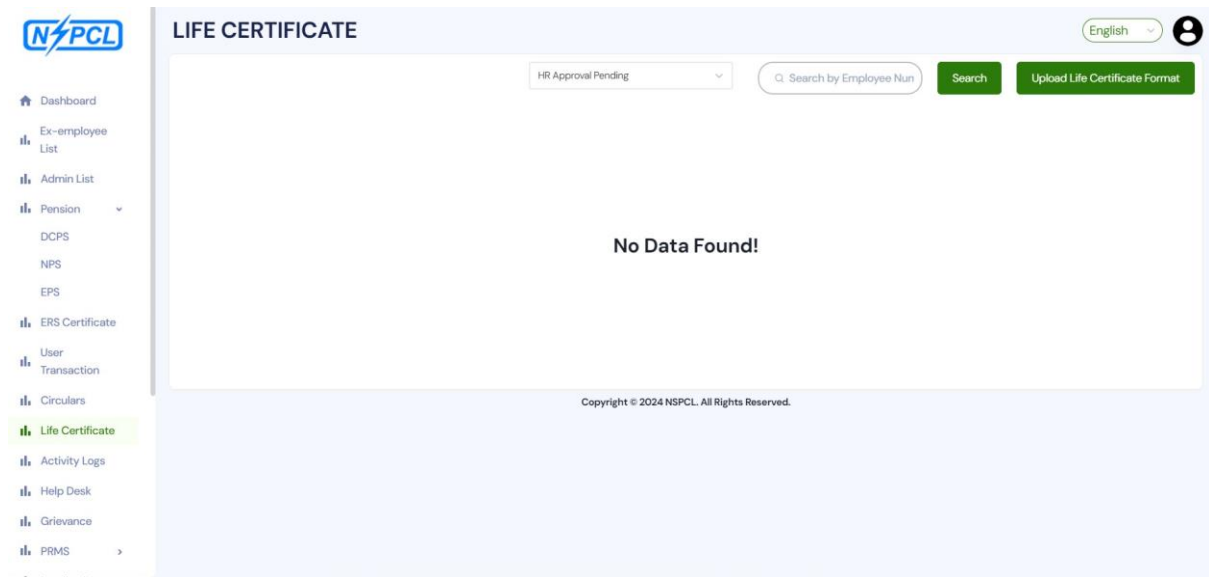 NSPCL
LIFE CERTIFICATE
English
HR Approval Pending
Search by Employee Nun
Search
Upload Life Certificate Format
Dashboard
Ex-employee
List
Admin List
Pension
DCPS
NPS
EPS
ERS Certificate
User
Transaction
Circulars
Life Certificate
Activity Logs
Help Desk
Grievance
PRMS
No Data Found!
Copyright © 2024 NSPCL. All Rights Reserved.